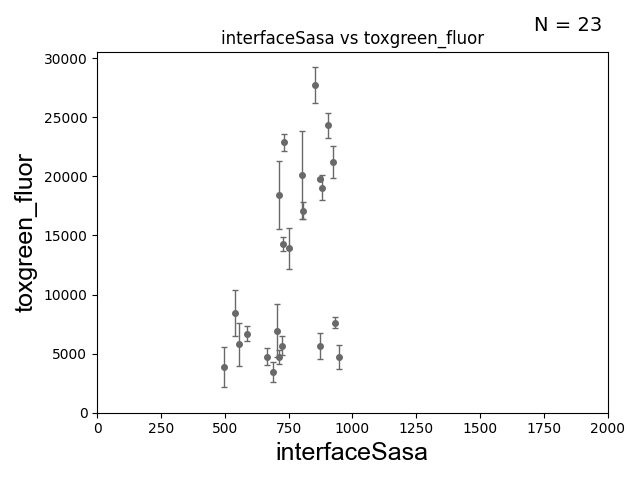 N = 23
interfaceSasa vs toxgreen_fluor
30000
25000
20000
15000
10000
5000
0
toxgreen_fluor
0 250 500 750 1000 1250 1500 1750 2000
interfaceSasa